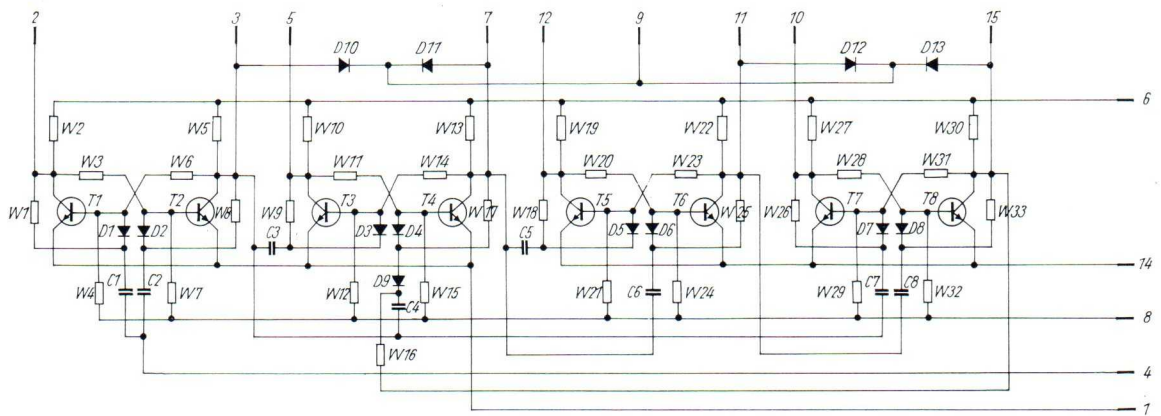 2 3 5 7 12 9 11 10 15
D10 D11 D12 D13
6
W2 W5 W10 W13 W19 W22 W27 W30
W3 W6 W11 W14 W20 W23 W28 W31
W1 T1 T2 W8 W9 T3 T4 W17 W18 T5 T6 W25 W26 T7 T8 W33
D1 D2 C3 D3 D4 C5 D5 D6 D7 D8
14
W4 C1 C2 W7 W12 D9 C4 W15 W21 C6 W24 W29 C7 C8 W32
8
W16
4
1